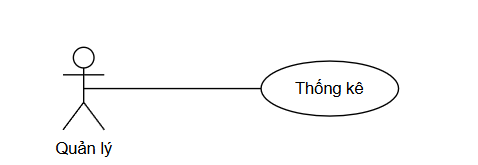 Thống kê
Quản lý